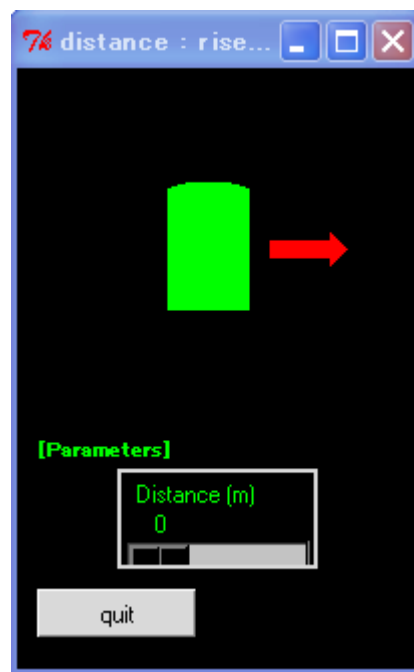 distance : rise...
[Parameters]
Distance (m)
0
quit